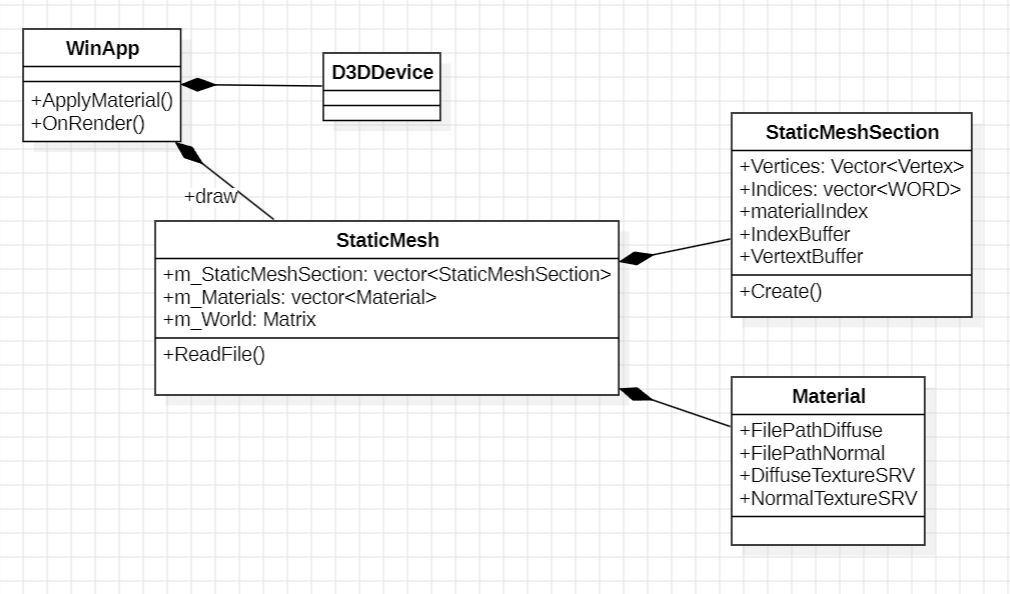 WinApp
+ApplyMaterial()
+OnRender()
D3DDevice
+draw
StaticMesh
+m_StaticMeshSection: vector<StaticMeshSection>
+m_Materials: vector<Material>
+m_World: Matrix
+ReadFile()
StaticMeshSection
+Vertices: Vector<Vertex>
+Indices: vector<WORD>
+materialIndex
+IndexBuffer
+VertextBuffer
+Create()
Material
+FilePathDiffuse
+FilePathNormal
+DiffuseTextureSRV
+NormalTextureSRV